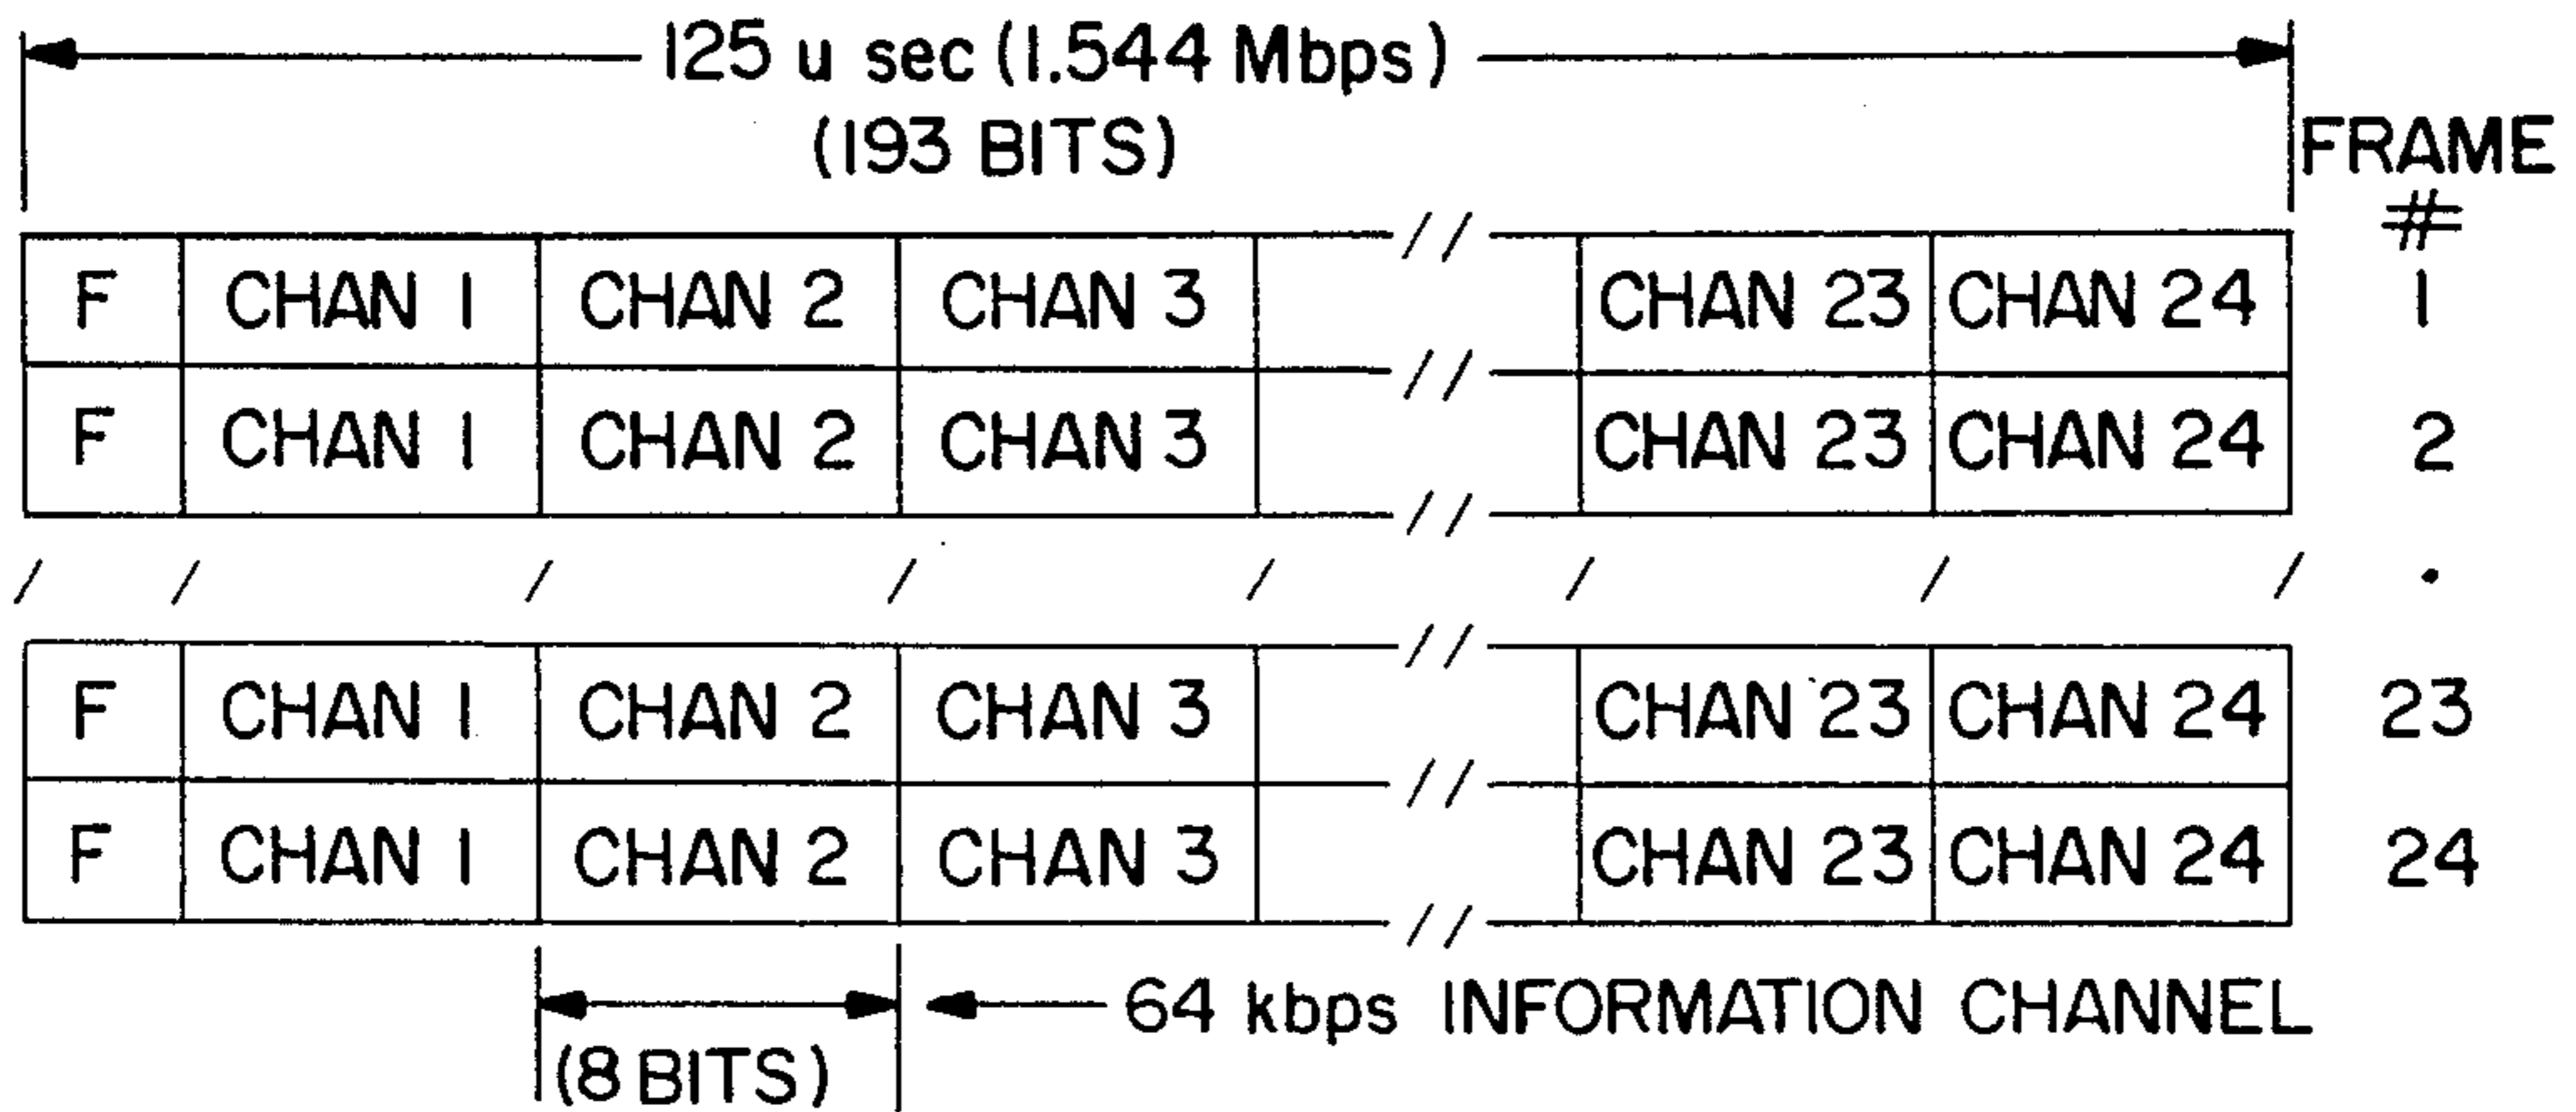 125 u sec (1.544 Mbps)
(193 BITS)
FRAME
#
F CHAN 1 CHAN 2 CHAN 3 // CHAN 23 CHAN 24 1
F CHAN 1 CHAN 2 CHAN 3 // CHAN 23 CHAN 24 2
F CHAN 1 CHAN 2 CHAN 3 // CHAN 23 CHAN 24 23
F CHAN 1 CHAN 2 CHAN 3 // CHAN 23 CHAN 24 24
64 kbps INFORMATION CHANNEL
(8 BITS)